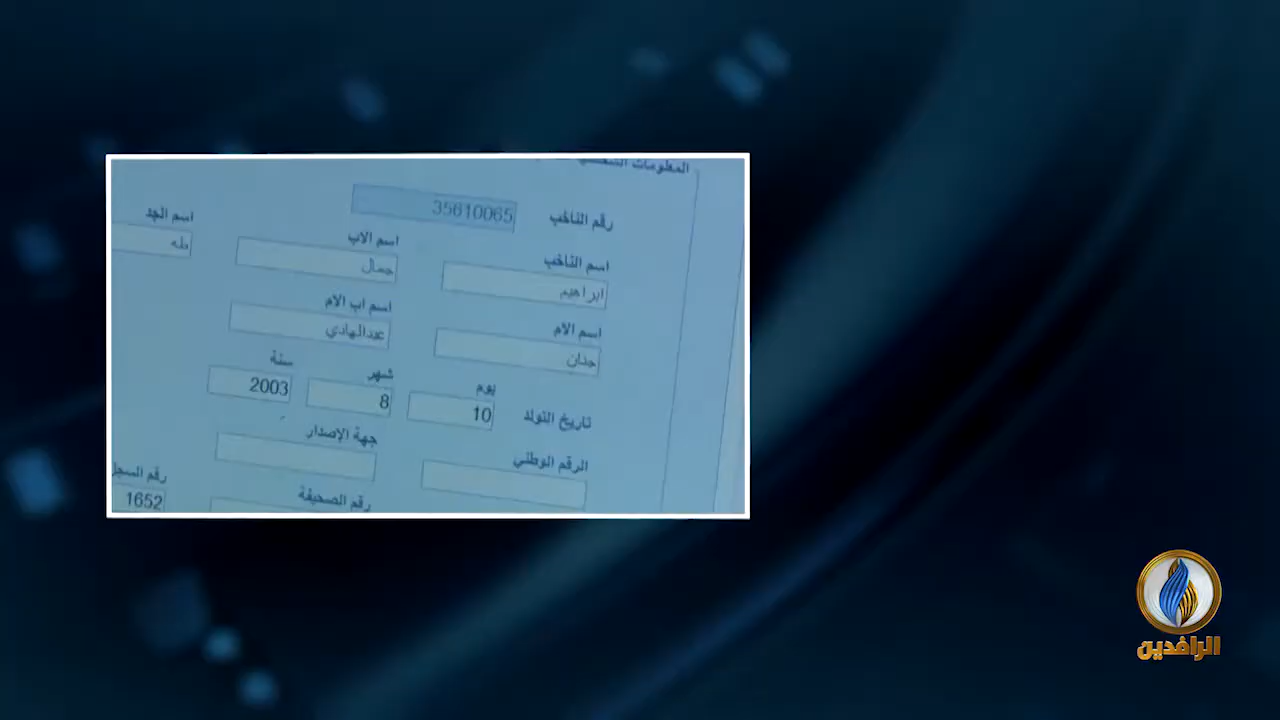 المعلومات الشخصية
رقم الناخب 35610065
اسم الناخب اسم الاب اسم الجد
ابراهيم جمال طه
اسم الام اسم اب الام
جنان عبدالهادي
يوم شهر سنة
تاريخ التولد 10 8 2003
الرقم الوطني جهة الإصدار
رقم الصحيفة رقم السجل
1652
الرافدين